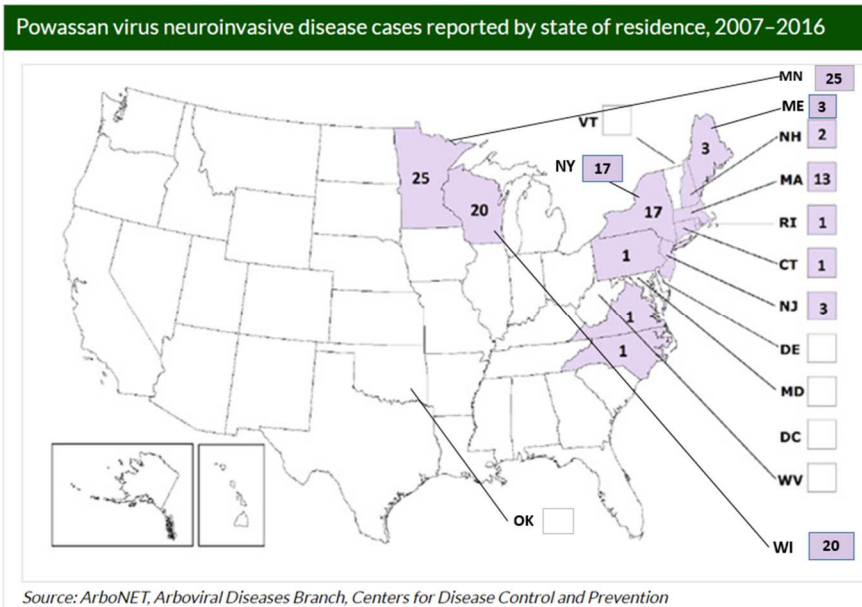 Powassan virus neuroinvasive disease cases reported by state of residence, 2007–2016
MN 25
ME 3
VT
NH 2
3
NY 17
MA 13
25
20
17
RI 1
1
CT 1
NJ 3
1
DE
1
MD
DC
WV
OK
WI 20
Source: ArboNET, Arboviral Diseases Branch, Centers for Disease Control and Prevention